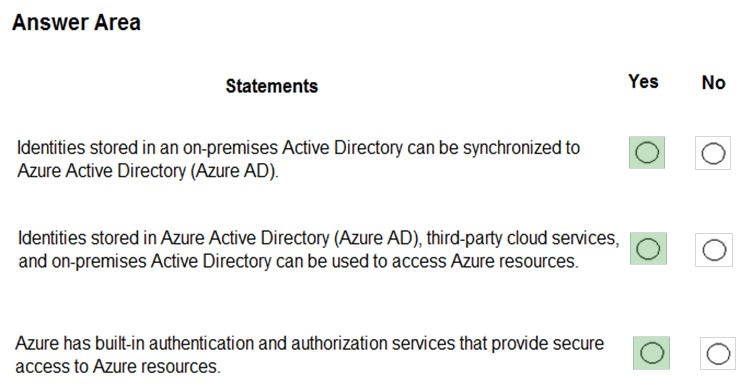 Answer Area
Statements Yes No
Identities stored in an on-premises Active Directory can be synchronized to
Azure Active Directory (Azure AD).
Identities stored in Azure Active Directory (Azure AD), third-party cloud services,
and on-premises Active Directory can be used to access Azure resources.
Azure has built-in authentication and authorization services that provide secure
access to Azure resources.